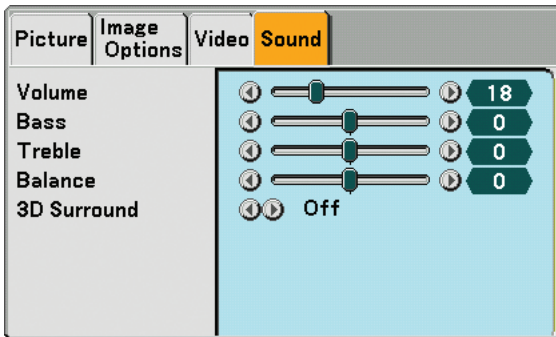 Picture
Image
Options
Video
Sound
Volume 18
Bass 0
Treble 0
Balance 0
3D Surround Off